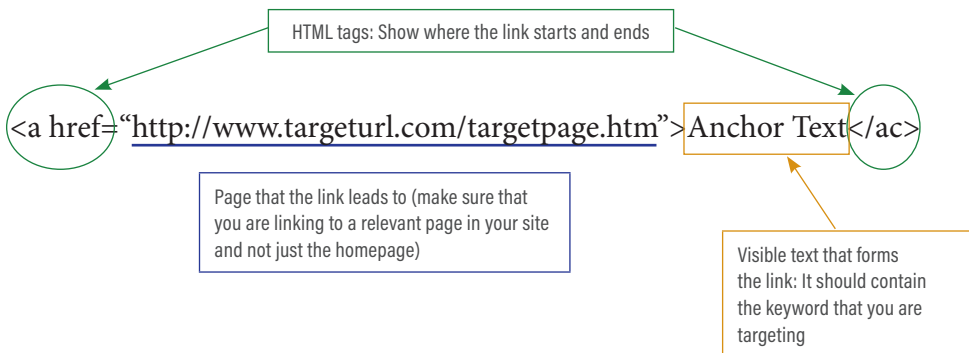 HTML tags: Show where the link starts and ends
<a href=“http://www.targeturl.com/targetpage.htm”>Anchor Text</ac>
Page that the link leads to (make sure that
you are linking to a relevant page in your site
and not just the homepage)
Visible text that forms
the link: It should contain
the keyword that you are
targeting